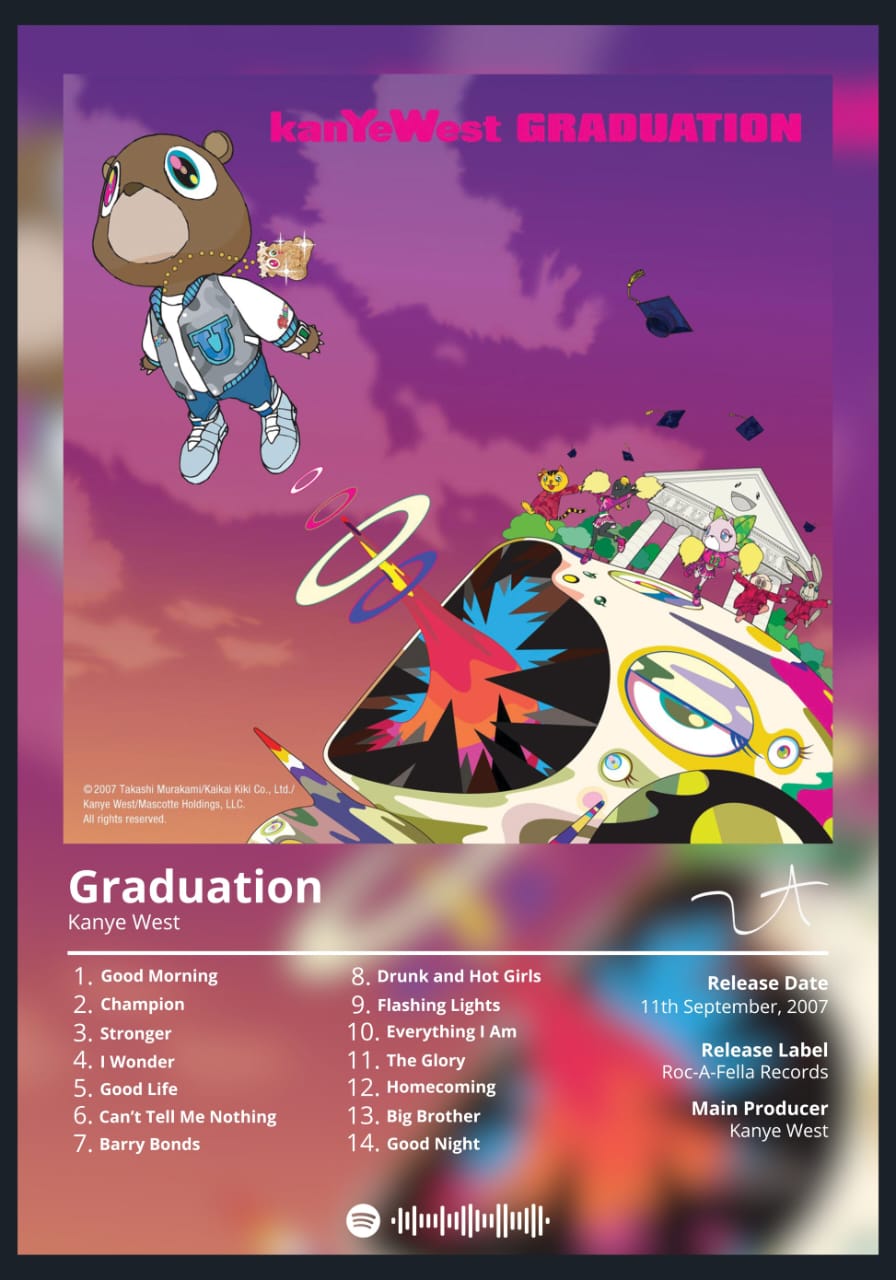 kanYeWest GRADUATION
U
©2007 Takashi Murakami/Kaikai Kiki Co., Ltd./
Kanye West/Mascotte Holdings, LLC.
All rights reserved.
Graduation
Kanye West
1. Good Morning
2. Champion
3. Stronger
4. I Wonder
5. Good Life
6. Can’t Tell Me Nothing
7. Barry Bonds
8. Drunk and Hot Girls
9. Flashing Lights
10. Everything I Am
11. The Glory
12. Homecoming
13. Big Brother
14. Good Night
Release Date
11th September, 2007
Release Label
Roc-A-Fella Records
Main Producer
Kanye West